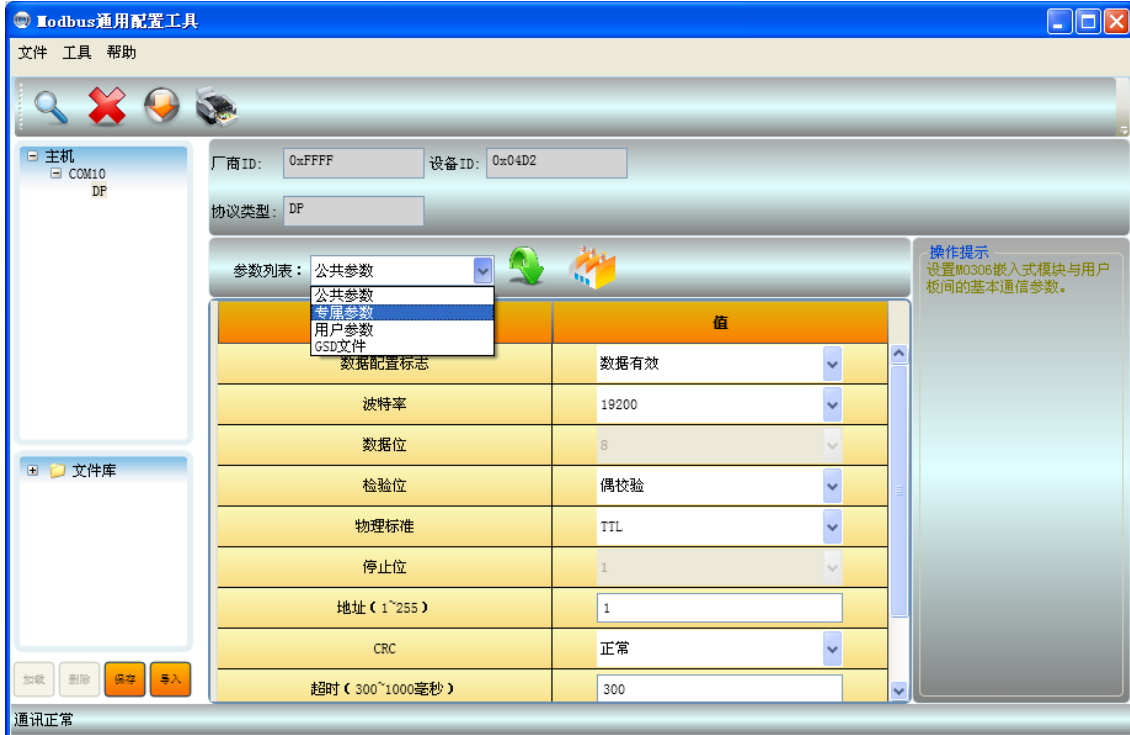 Modbus通用配置工具
文件 工具 帮助
主机
COM10
DP
厂商ID: 0xFFFF 设备ID: 0x04D2
协议类型: DP
参数列表： 公共参数
公共参数
专属参数
用户参数
GSD文件
值
操作提示
设置M0306嵌入式模块与用户
板间的基本通信参数。
数据配置标志 数据有效
波特率 19200
数据位 8
检验位 偶校验
物理标准 TTL
停止位 1
地址（1~255） 1
CRC 正常
超时（300~1000毫秒） 300
文件库
加载 删除 保存 导入
通讯正常